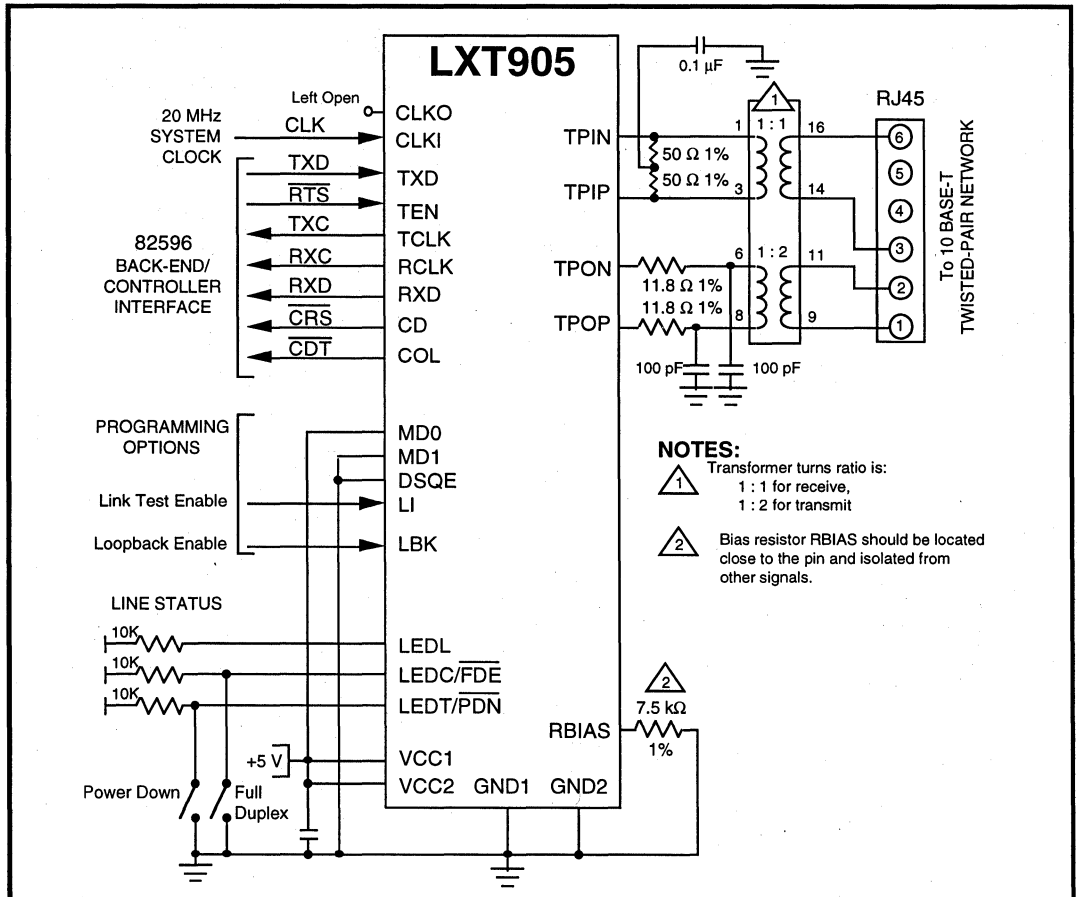 LXT905
0.1 µF
Left Open
20 MHz
SYSTEM
CLOCK
CLK
CLKO
CLKI
TXD
TXD
RTS
TEN
TXC
TCLK
RXC
RCLK
RXD
RXD
CRS
CD
CDT
COL
82596
BACK-END/
CONTROLLER
INTERFACE
PROGRAMMING
OPTIONS
MD0
MD1
DSQE
Link Test Enable
LI
Loopback Enable
LBK
LINE STATUS
10K
LEDL
10K
LEDC/FDE
10K
LEDT/PDN
+5 V
VCC1
VCC2
GND1
GND2
Power Down
Full
Duplex
TPIN
TPIP
50 Ω 1%
50 Ω 1%
1
1
1 : 1
16
3
14
TPON
TPOP
11.8 Ω 1%
11.8 Ω 1%
6
1 : 2
11
8
9
100 pF
100 pF
RJ45
6
5
4
3
2
1
To 10 BASE-T
TWISTED-PAIR NETWORK
NOTES:
1
Transformer turns ratio is:
1 : 1 for receive,
1 : 2 for transmit
2
Bias resistor RBIAS should be located
close to the pin and isolated from
other signals.
2
7.5 kΩ
RBIAS
1%